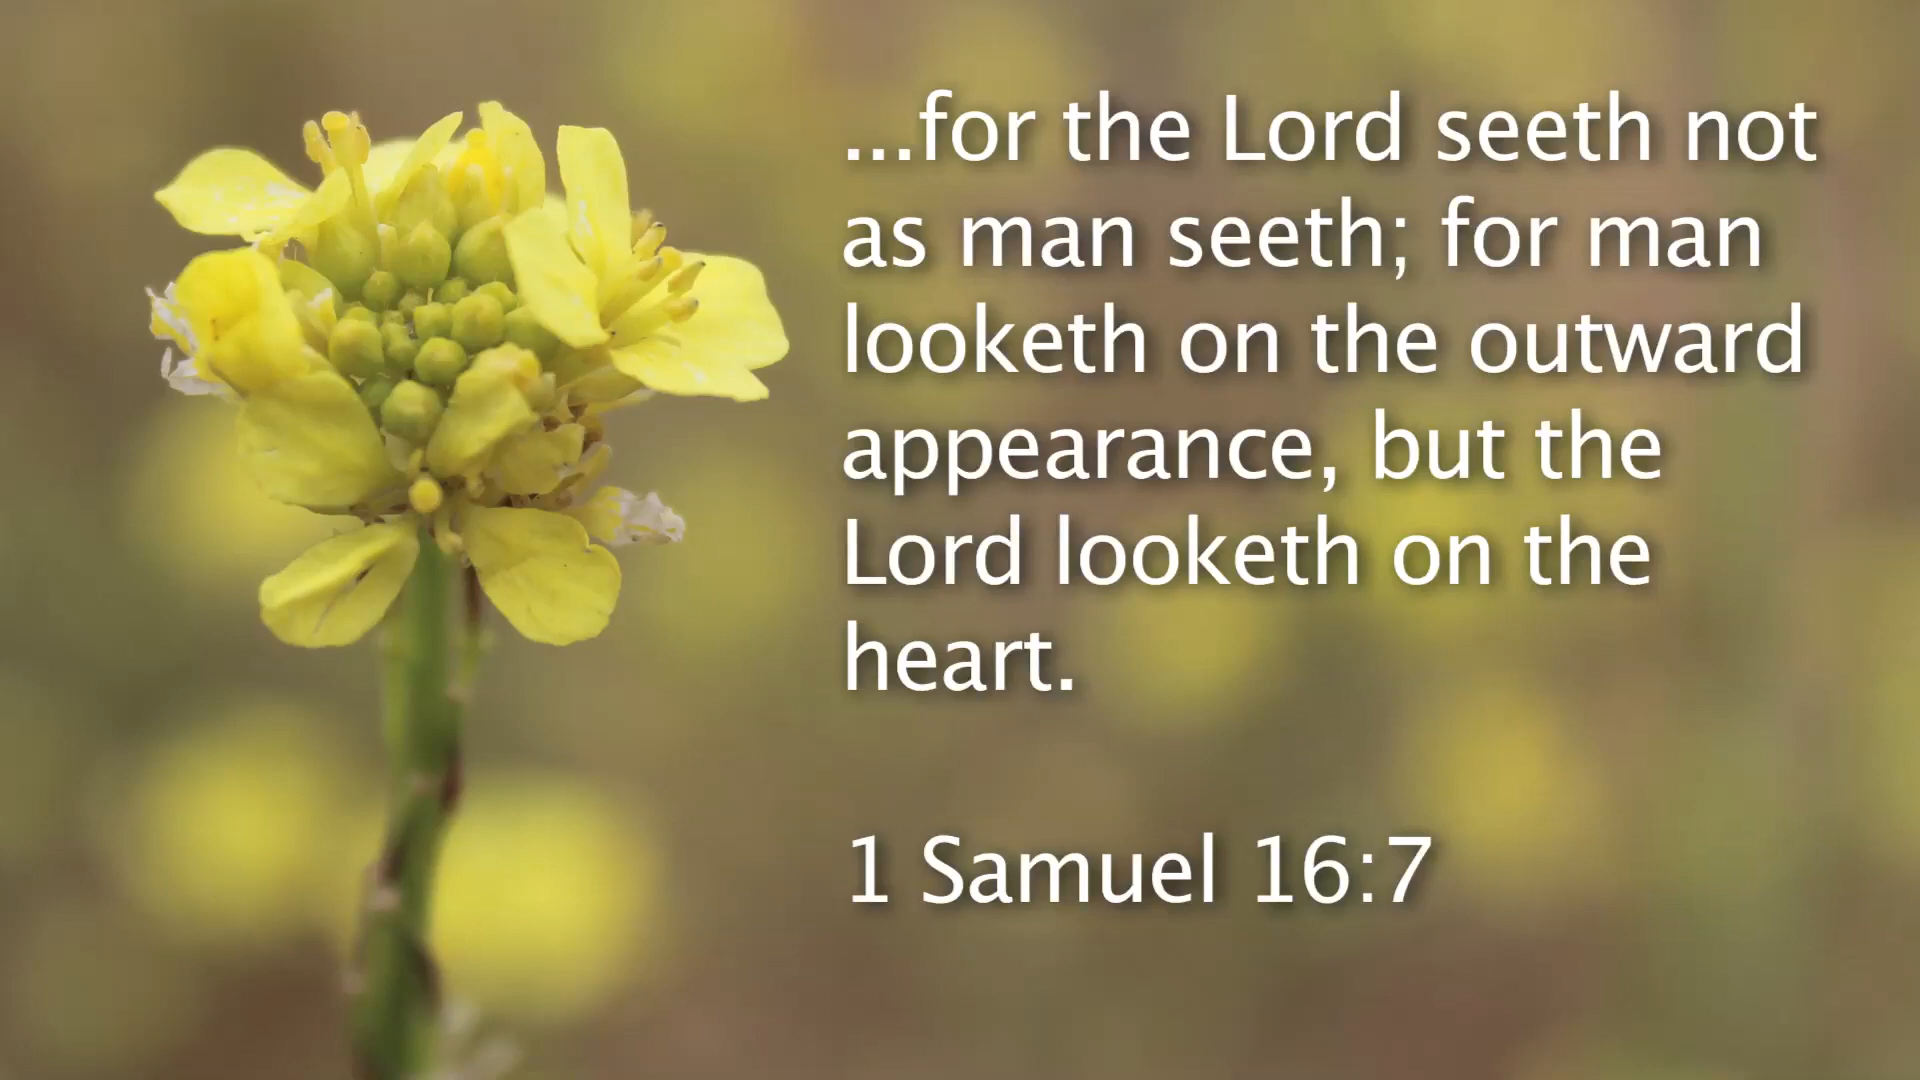 ...for the Lord seeth not
as man seeth; for man
looketh on the outward
appearance, but the
Lord looketh on the
heart.
1 Samuel 16:7